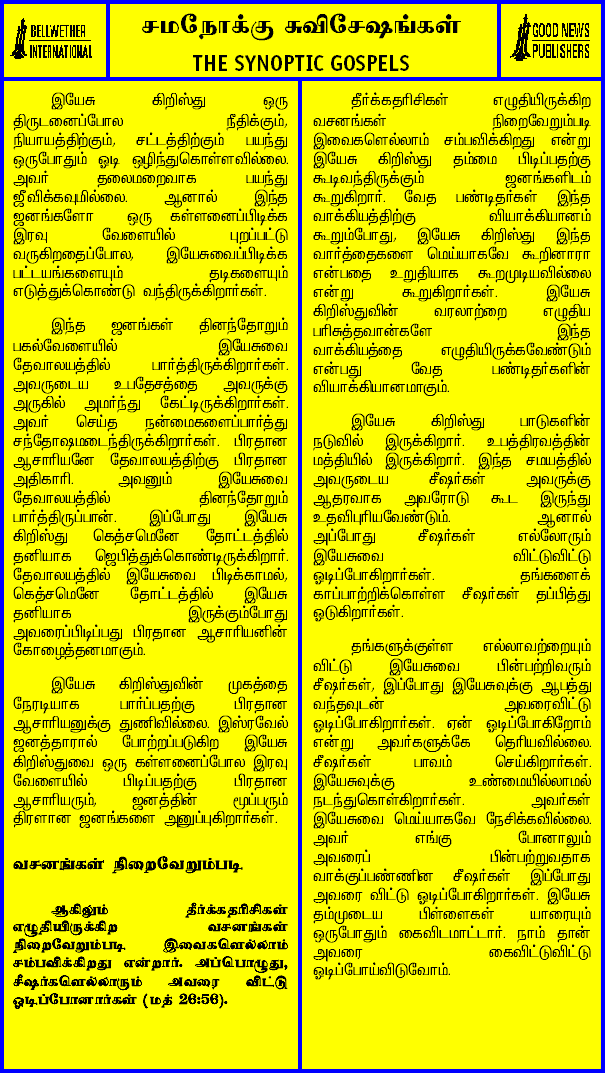 BELLWETHER
INTERNATIONAL
சமநோக்கு சுவிசேஷங்கள்
THE SYNOPTIC GOSPELS
GOOD NEWS
PUBLISHERS
இயேசு கிறிஸ்து ஒரு
திருடனைப்போல நீதிக்கும்,
நியாயத்திற்கும், சட்டத்திற்கும் பயந்து
ஒருபோதும் ஓடி ஒழிந்துகொள்ளவில்லை.
அவர் தலைமறைவாக பயந்து
ஜீவிக்கவுமில்லை. ஆனால் இந்த
ஜனங்களோ ஒரு கள்ளனைப்பிடிக்க
இரவு வேளையில் புறப்பட்டு
வருகிறதைப்போல, இயேசுவைப்பிடிக்க
பட்டயங்களையும் தடிகளையும்
எடுத்துக்கொண்டு வந்திருக்கிறார்கள்.
இந்த ஜனங்கள் தினந்தோறும்
பகல்வேளையில் இயேசுவை
தேவாலயத்தில் பார்த்திருக்கிறார்கள்.
அவருடைய உபதேசத்தை அவருக்கு
அருகில் அமர்ந்து கேட்டிருக்கிறார்கள்.
அவர் செய்த நன்மைகளைப்பார்த்து
சந்தோஷமடைந்திருக்கிறார்கள். பிரதான
ஆசாரியனே தேவாலயத்திற்கு பிரதான
அதிகாரி. அவனும் இயேசுவை
தேவாலயத்தில் தினந்தோறும்
பார்த்திருப்பான். இப்போது இயேசு
கிறிஸ்து கெத்சமெனே தோட்டத்தில்
தனியாக ஜெபித்துக்கொண்டிருக்கிறார்.
தேவாலயத்தில் இயேசுவை பிடிக்காமல்,
கெத்சமெனே தோட்டத்தில் இயேசு
தனியாக இருக்கும்போது
அவரைப்பிடிப்பது பிரதான ஆசாரியனின்
கோழைத்தனமாகும்.
இயேசு கிறிஸ்துவின் முகத்தை
நேரடியாக பார்ப்பதற்கு பிரதான
ஆசாரியனுக்கு துணிவில்லை. இஸ்ரவேல்
ஜனத்தாரால் போற்றப்படுகிற இயேசு
கிறிஸ்துவை ஒரு கள்ளனைப்போல இரவு
வேளையில் பிடிப்பதற்கு பிரதான
ஆசாரியரும், ஜனத்தின் மூப்பரும்
திரளான ஜனங்களை அனுப்புகிறார்கள்.
வசனங்கள் நிறைவேறும்படி
ஆகிலும் தீர்க்கதரிசிகள்
எழுதியிருக்கிற வசனங்கள்
நிறைவேறும்படி இவைகளெல்லாம்
சம்பவிக்கிறது என்றார். அப்பொழுது,
சீஷர்களெல்லாரும் அவரை விட்டு
ஓடிப்போனார்கள் (மத் 26:56).
தீர்க்கதரிசிகள் எழுதியிருக்கிற
வசனங்கள் நிறைவேறும்படி
இவைகளெல்லாம் சம்பவிக்கிறது என்று
இயேசு கிறிஸ்து தம்மை பிடிப்பதற்கு
கூடிவந்திருக்கும் ஜனங்களிடம்
கூறுகிறார். வேத பண்டிதர்கள் இந்த
வாக்கியத்திற்கு வியாக்கியானம்
கூறும்போது, இயேசு கிறிஸ்து இந்த
வார்த்தைகளை மெய்யாகவே கூறினாரா
என்பதை உறுதியாக கூறமுடியவில்லை
என்று கூறுகிறார்கள். இயேசு
கிறிஸ்துவின் வரலாற்றை எழுதிய
பரிசுத்தவான்களே இந்த
வாக்கியத்தை எழுதியிருக்கவேண்டும்
என்பது வேத பண்டிதர்களின்
வியாக்கியானமாகும்.
இயேசு கிறிஸ்து பாடுகளின்
நடுவில் இருக்கிறார். உபத்திரவத்தின்
மத்தியில் இருக்கிறார். இந்த சமயத்தில்
அவருடைய சீஷர்கள் அவருக்கு
ஆதரவாக அவரோடு கூட இருந்து
உதவிபுரியவேண்டும். ஆனால்
அப்போது சீஷர்கள் எல்லோரும்
இயேசுவை விட்டுவிட்டு
ஓடிப்போகிறார்கள். தங்களைக்
காப்பாற்றிக்கொள்ள சீஷர்கள் தப்பித்து
ஓடுகிறார்கள்.
தங்களுக்குள்ள எல்லாவற்றையும்
விட்டு இயேசுவை பின்பற்றிவரும்
சீஷர்கள், இப்போது இயேசுவுக்கு ஆபத்து
வந்தவுடன் அவரைவிட்டு
ஓடிப்போகிறார்கள். ஏன் ஓடிப்போகிறோம்
என்று அவர்களுக்கே தெரியவில்லை.
சீஷர்கள் பாவம் செய்கிறார்கள்.
இயேசுவுக்கு உண்மையில்லாமல்
நடந்துகொள்கிறார்கள். அவர்கள்
இயேசுவை மெய்யாகவே நேசிக்கவில்லை.
அவர் எங்கு போனாலும்
அவரைப் பின்பற்றுவதாக
வாக்குப்பண்ணின சீஷர்கள் இப்போது
அவரை விட்டு ஓடிப்போகிறார்கள். இயேசு
தம்முடைய பிள்ளைகள் யாரையும்
ஒருபோதும் கைவிடமாட்டார். நாம் தான்
அவரை கைவிட்டுவிட்டு
ஓடிப்போய்விடுவோம்.